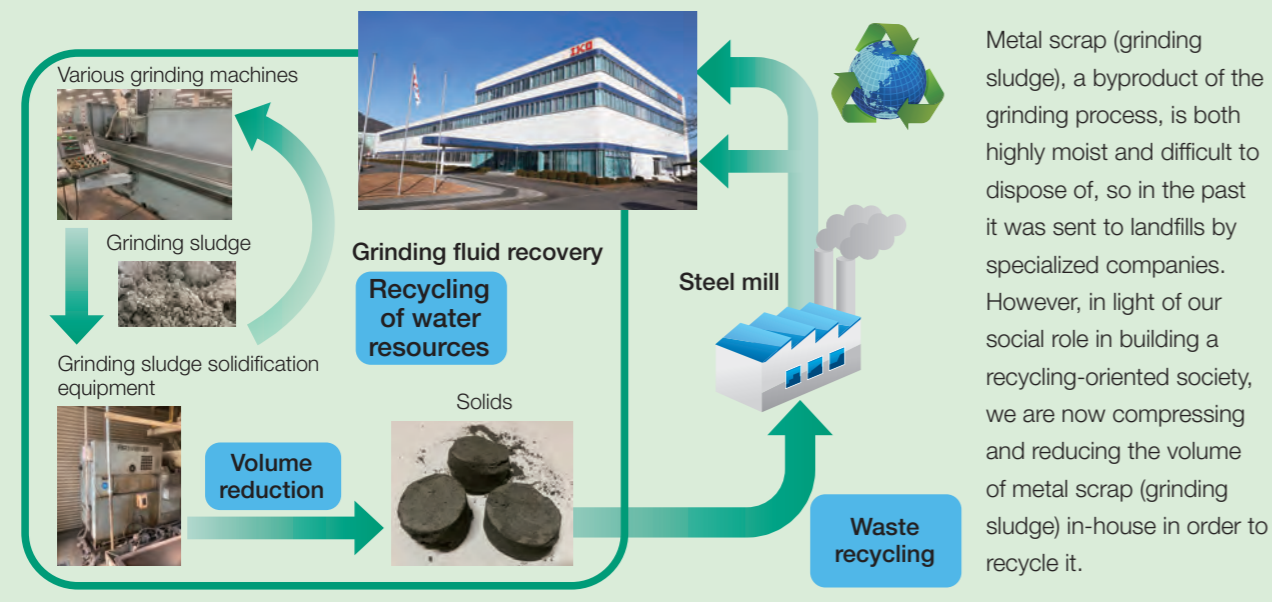 IKO
Various grinding machines
Grinding sludge
Grinding sludge solidification
equipment
Volume
reduction
Solids
Grinding fluid recovery
Recycling
of water
resources
Steel mill
Waste
recycling
Metal scrap (grinding
sludge), a byproduct of the
grinding process, is both
highly moist and difficult to
dispose of, so in the past
it was sent to landfills by
specialized companies.
However, in light of our
social role in building a
recycling-oriented society,
we are now compressing
and reducing the volume
of metal scrap (grinding
sludge) in-house in order to
recycle it.